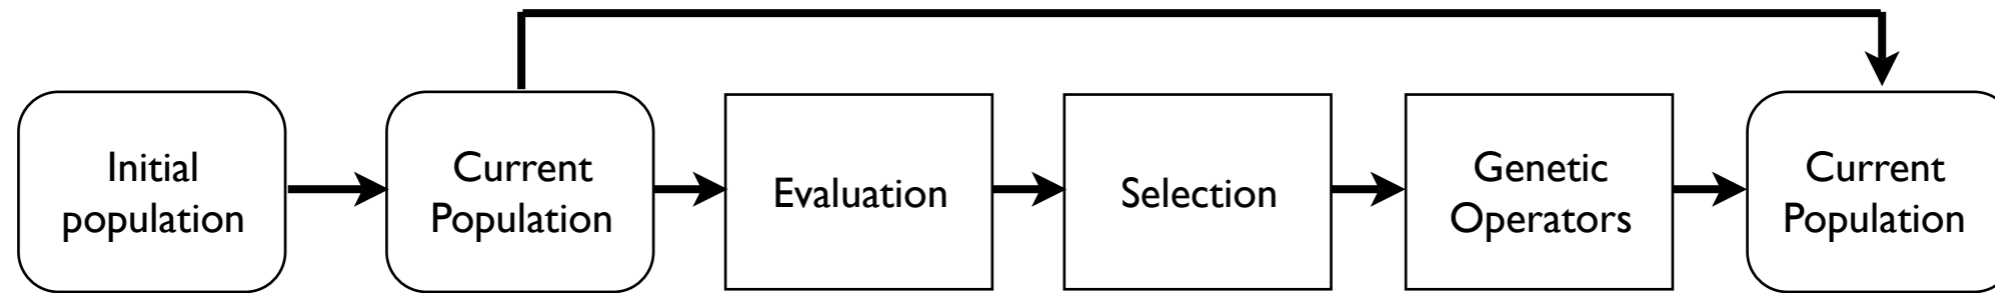 Initial
population
Current
Population
Evaluation
Selection
Genetic
Operators
Current
Population